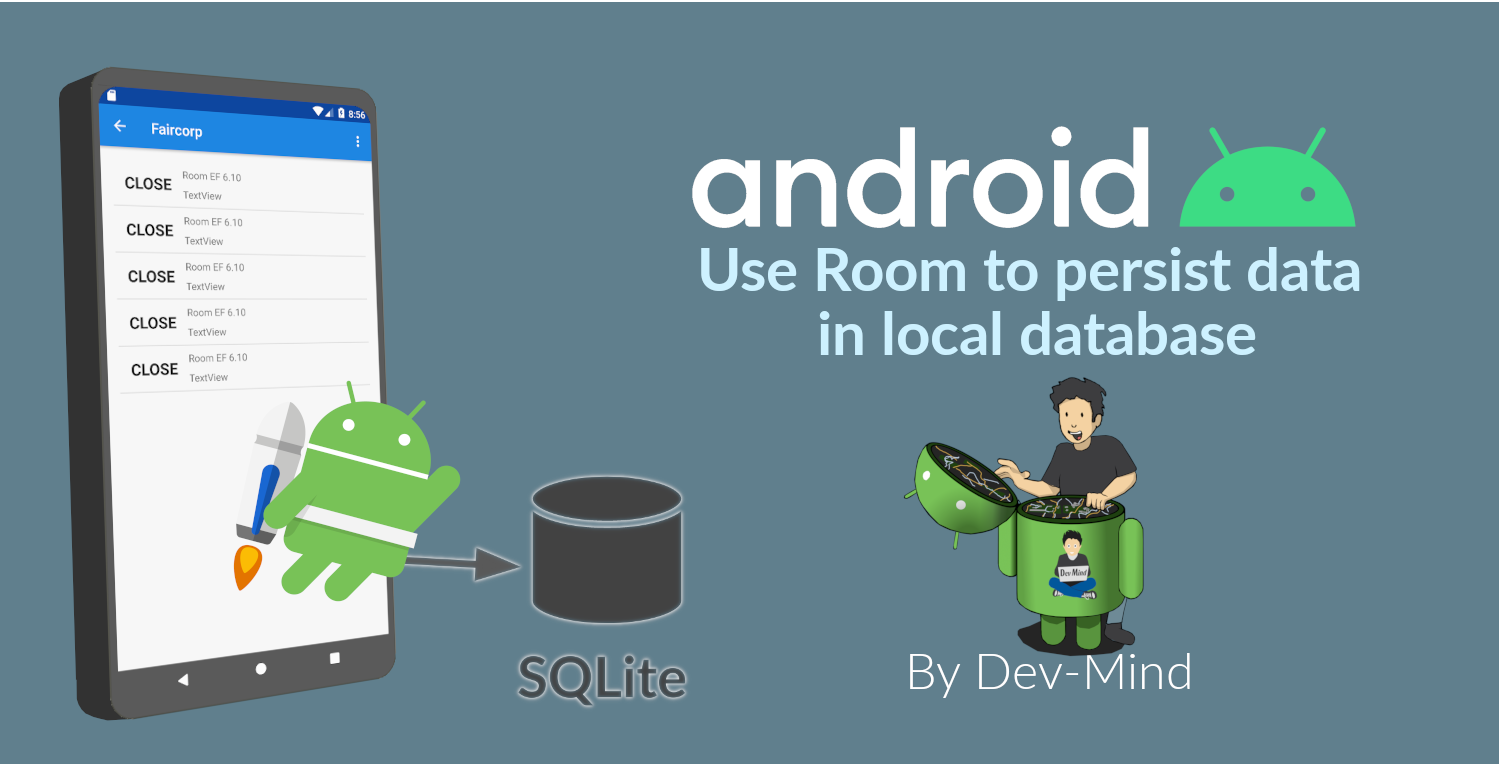 8:56
Faircorp
CLOSE
Room EF 6.10
TextView
CLOSE
Room EF 6.10
TextView
CLOSE
Room EF 6.10
TextView
CLOSE
Room EF 6.10
TextView
CLOSE
Room EF 6.10
TextView
SQLite
android
Use Room to persist data
in local database
Dev Mind
By Dev-Mind